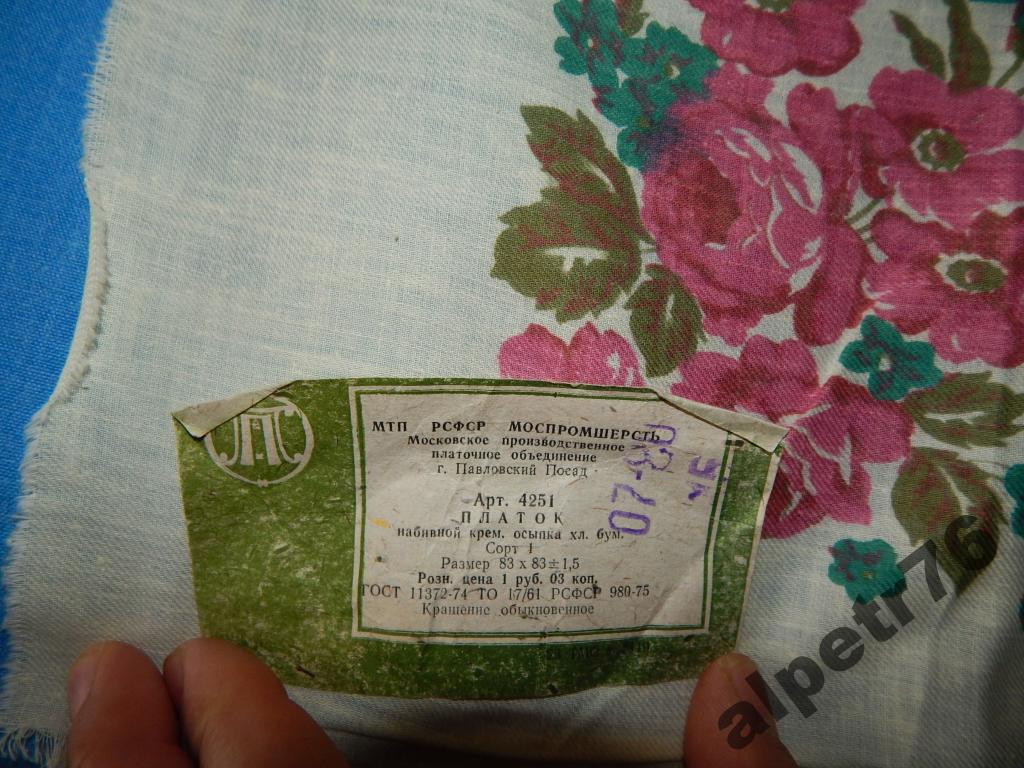 МТП РСФСР МОСПРОМШЕРСТЬ
Московское производственное
платочное объединение
г. Павловский Посад
Арт. 4251
ПЛАТОК
набивной крем. осыпка хл. бум.
Сорт I
Размер 83 х 83±1,5
Розн. цена 1 руб. 03 коп.
ГОСТ 11372-74 ТО 17/61 РСФСР 980-75
Крашение обыкновенное
07-80
alpetr76